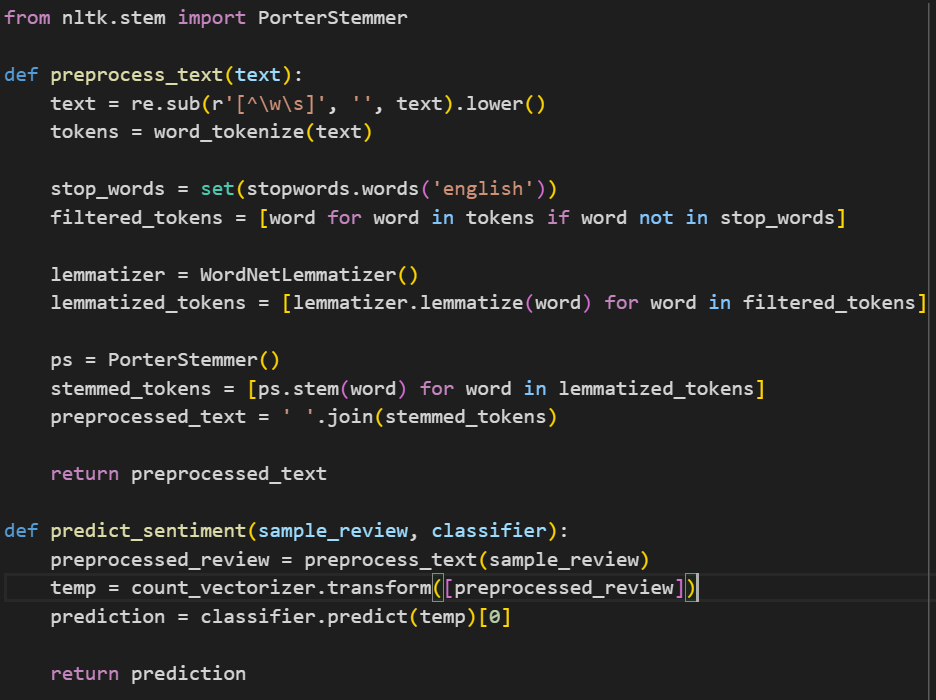 from nltk.stem import PorterStemmer
def preprocess_text(text):
    text = re.sub(r'[^\w\s]', '', text).lower()
    tokens = word_tokenize(text)
    stop_words = set(stopwords.words('english'))
    filtered_tokens = [word for word in tokens if word not in stop_words]
    lemmatizer = WordNetLemmatizer()
    lemmatized_tokens = [lemmatizer.lemmatize(word) for word in filtered_tokens]
    ps = PorterStemmer()
    stemmed_tokens = [ps.stem(word) for word in lemmatized_tokens]
    preprocessed_text = ' '.join(stemmed_tokens)
    return preprocessed_text
def predict_sentiment(sample_review, classifier):
    preprocessed_review = preprocess_text(sample_review)
    temp = count_vectorizer.transform([preprocessed_review])
    prediction = classifier.predict(temp)[0]
    return prediction